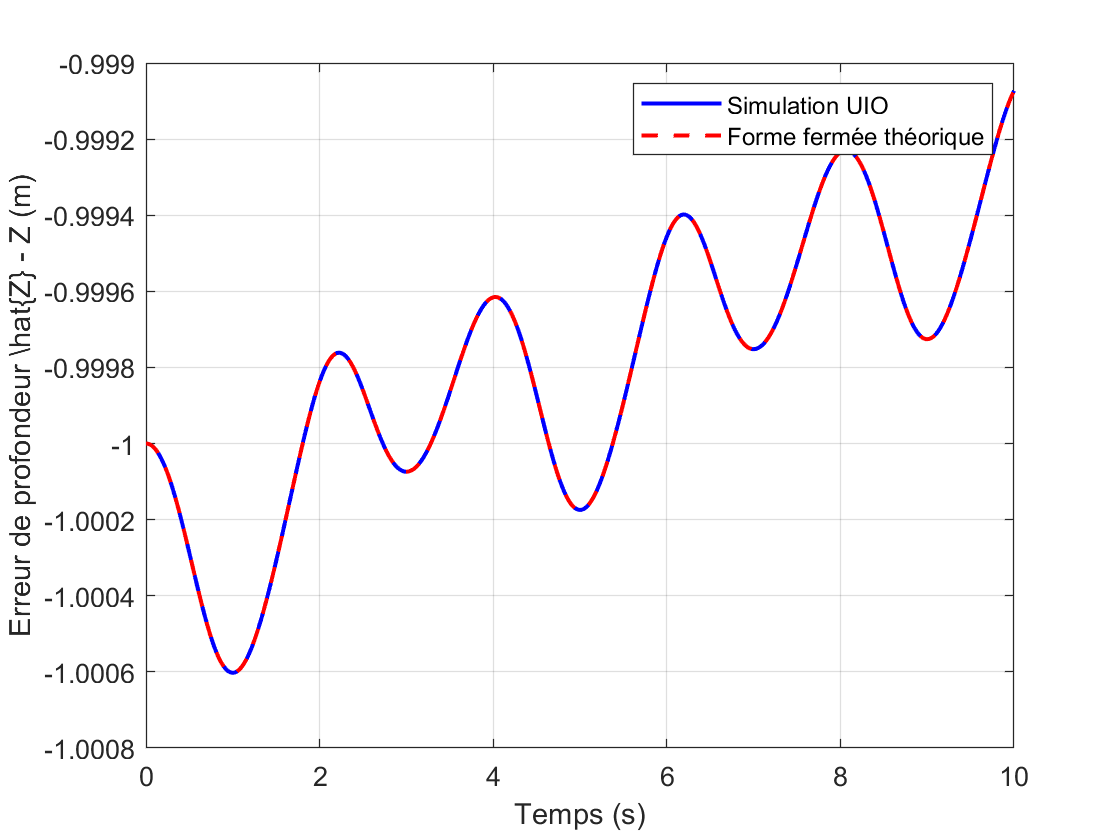 -0.999
-0.9992
-0.9994
-0.9996
-0.9998
-1
-1.0002
-1.0004
-1.0006
-1.0008
Erreur de profondeur \hat{Z} - Z (m)
Simulation UIO
Forme fermée théorique
0 2 4 6 8 10
Temps (s)